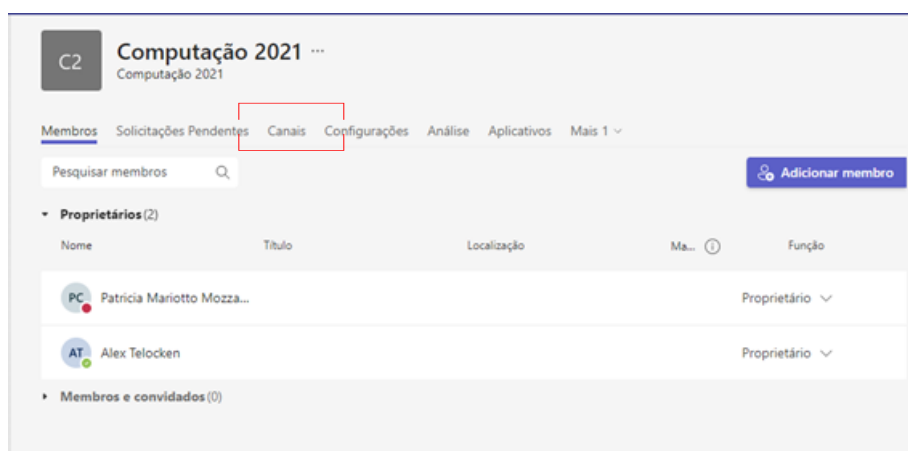 C2
Computação 2021 ...
Computação 2021
Membros Solicitações Pendentes Canais Configurações Análise Aplicativos Mais 1
Pesquisar membros
Adicionar membro
Proprietários (2)
Nome Título Localização Ma... Função
PC Patricia Mariotto Mozza... Proprietário
AT Alex Telocken Proprietário
Membros e convidados (0)